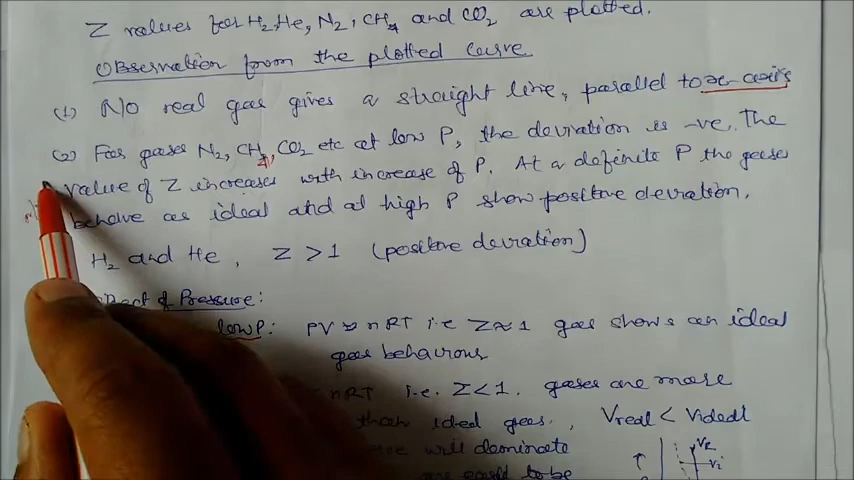 Z values for H2, He, N2, CH4 and CO2 are plotted.
Observation from the plotted curve
(1) No real gas gives a straight line, parallel to x-axis
(2) For gases N2, CH4, CO2 etc at low P, the deviation is -ve. The
value of Z increases with increase of P. At a definite P the gases
behave as ideal and at high P show positive deviation.
H2 and He, Z > 1 (positive deviation)
of Pressure:
low P: PV ≈ nRT i.e Z ≈ 1 gas shows an ideal
gas behaviour
nRT i.e. Z < 1. gases are more
than ideal gas., Vreal < Videal
will dominate
VR
Vi
to be